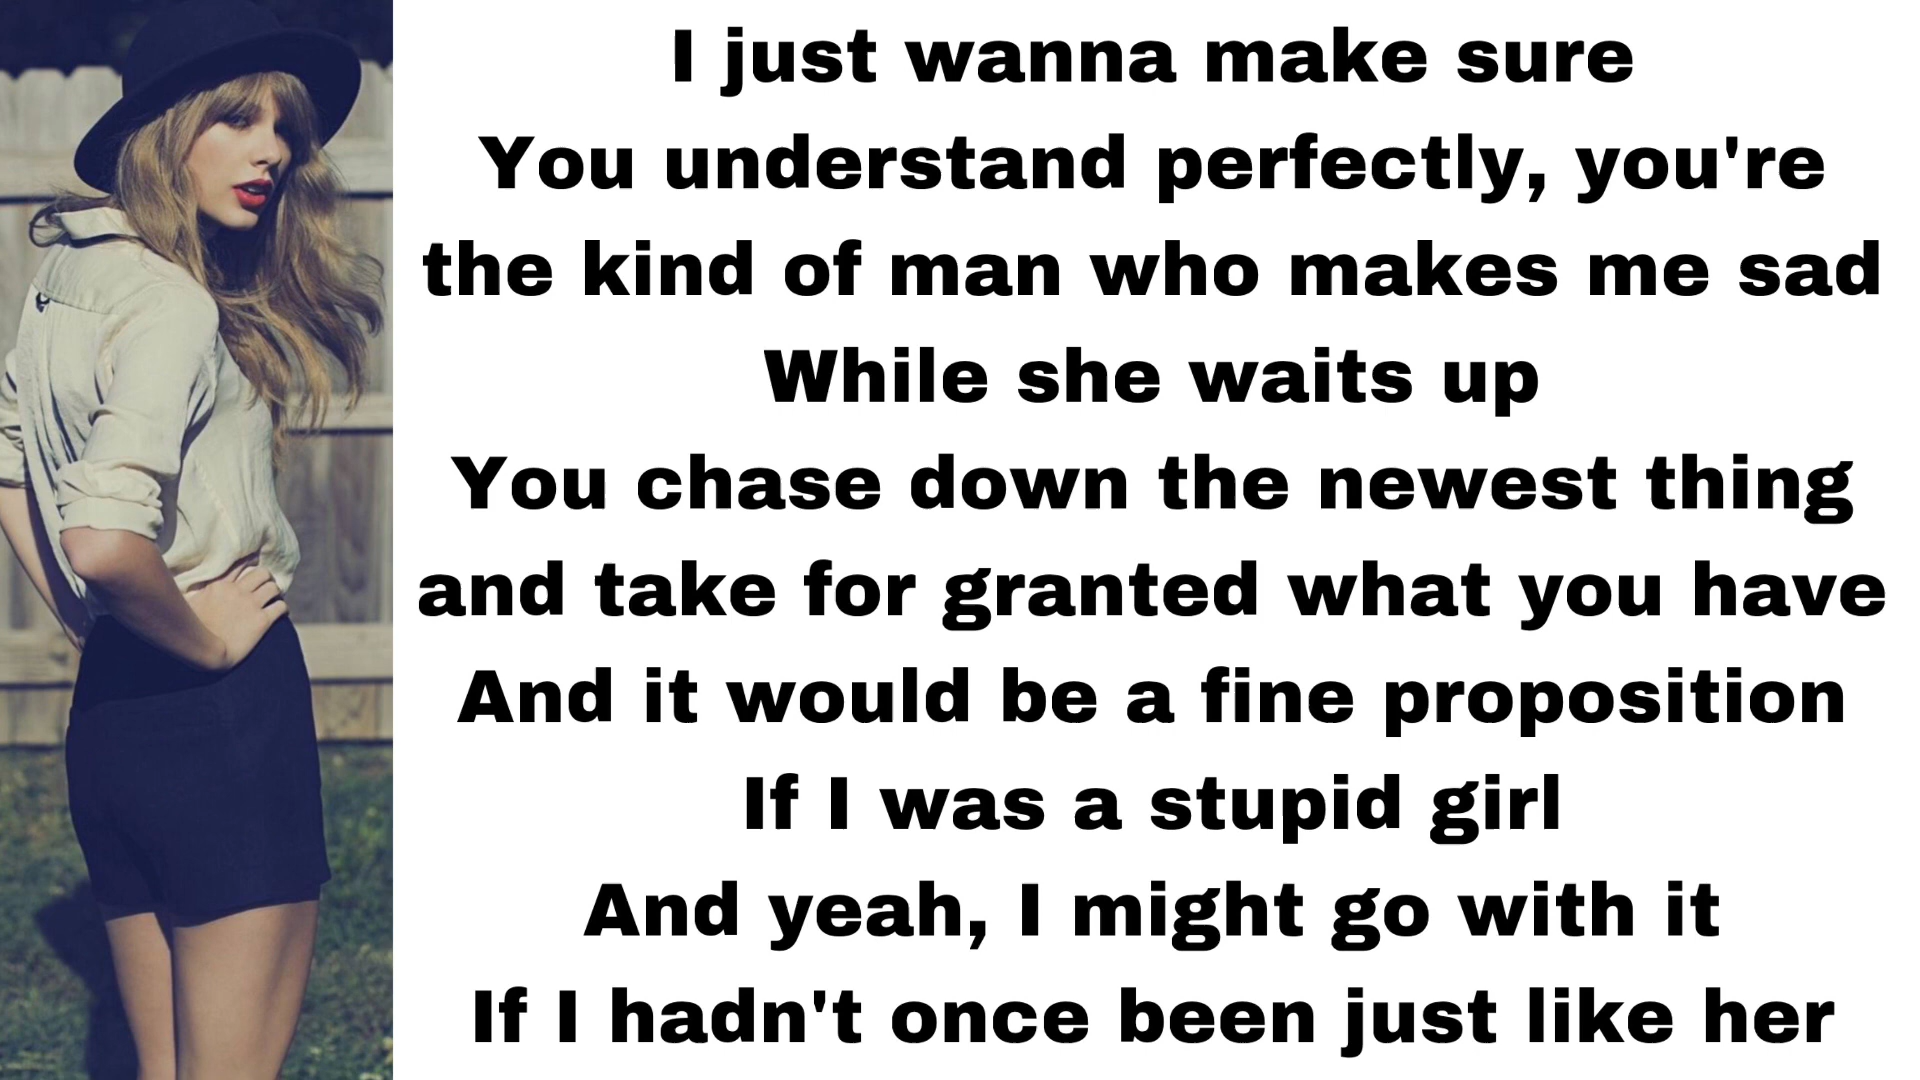 I just wanna make sure
You understand perfectly, you're
the kind of man who makes me sad
While she waits up
You chase down the newest thing
and take for granted what you have
And it would be a fine proposition
If I was a stupid girl
And yeah, I might go with it
If I hadn't once been just like her